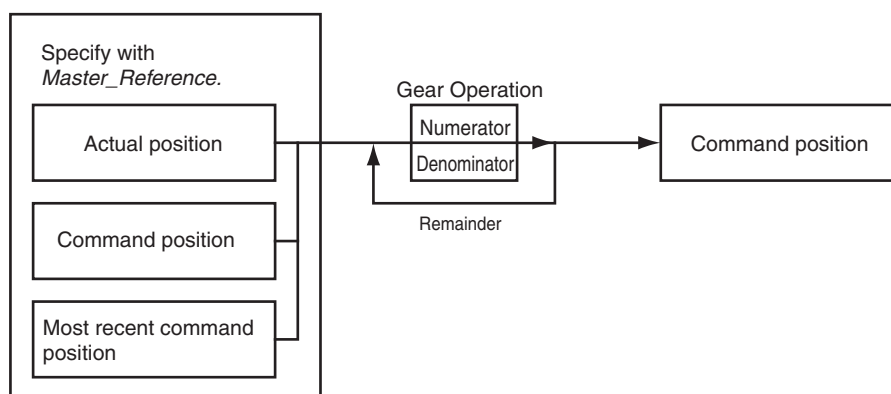 Specify with
Master_Reference.
Actual position
Command position
Most recent command
position
Gear Operation
Numerator
Denominator
Remainder
Command position